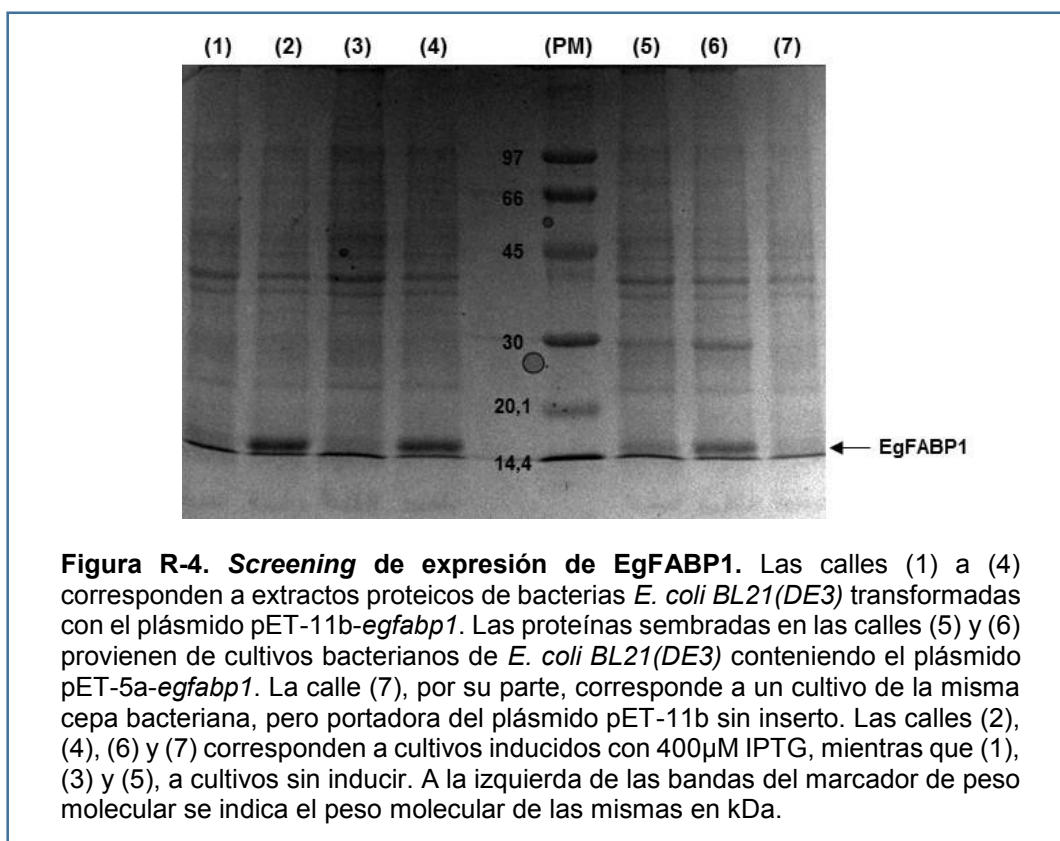 (1) (2) (3) (4) (PM) (5) (6) (7)
97
66
45
30
20,1
14,4
EgFABP1
Figura R-4. Screening de expresión de EgFABP1. Las calles (1) a (4)
corresponden a extractos proteicos de bacterias E. coli BL21(DE3) transformadas
con el plásmido pET-11b-egfabp1. Las proteínas sembradas en las calles (5) y (6)
provienen de cultivos bacterianos de E. coli BL21(DE3) conteniendo el plásmido
pET-5a-egfabp1. La calle (7), por su parte, corresponde a un cultivo de la misma
cepa bacteriana, pero portadora del plásmido pET-11b sin inserto. Las calles (2),
(4), (6) y (7) corresponden a cultivos inducidos con 400µM IPTG, mientras que (1),
(3) y (5), a cultivos sin inducir. A la izquierda de las bandas del marcador de peso
molecular se indica el peso molecular de las mismas en kDa.